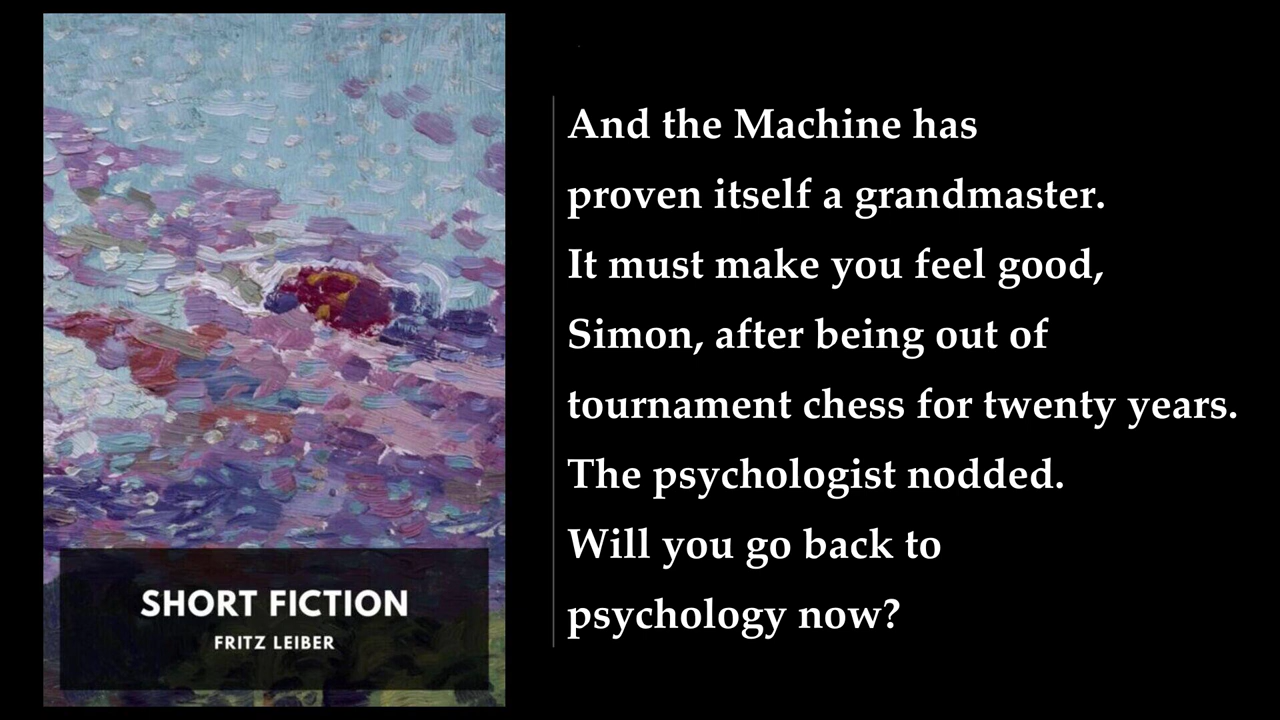 SHORT FICTION
FRITZ LEIBER
And the Machine has
proven itself a grandmaster.
It must make you feel good,
Simon, after being out of
tournament chess for twenty years.
The psychologist nodded.
Will you go back to
psychology now?